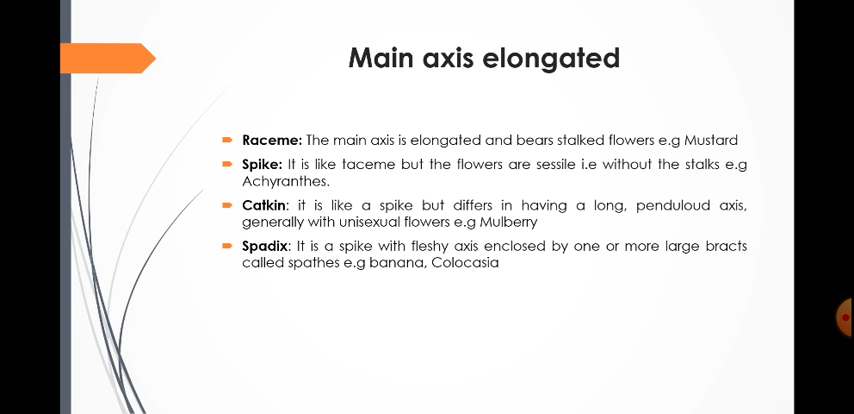 Main axis elongated
Raceme: The main axis is elongated and bears stalked flowers e.g Mustard
Spike: It is like taceme but the flowers are sessile i.e without the stalks e.g
Achyranthes.
Catkin: it is like a spike but differs in having a long, penduloud axis,
generally with unisexual flowers e.g Mulberry
Spadix: It is a spike with fleshy axis enclosed by one or more large bracts
called spathes e.g banana, Colocasia